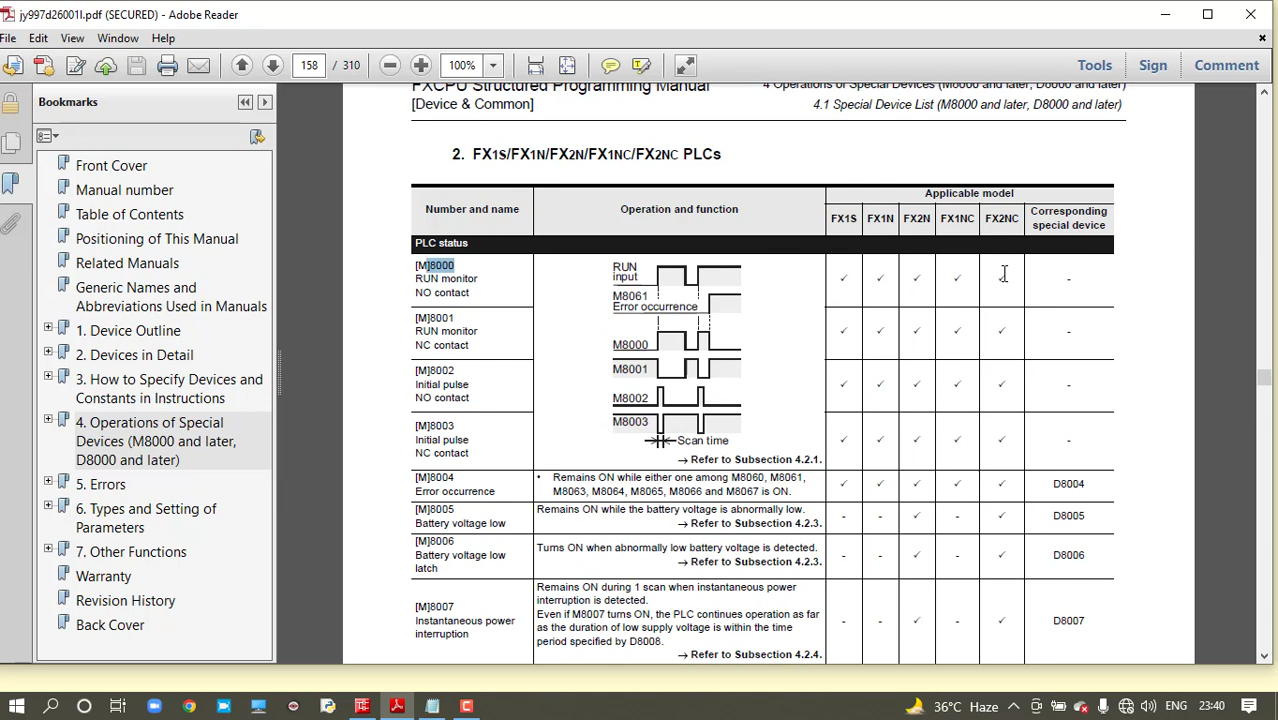 jy997d26001l.pdf (SECURED) - Adobe Reader
File Edit View Window Help
158 / 310 100% Tools Sign Comment
Bookmarks
Front Cover
Manual number
Table of Contents
Positioning of This Manual
Related Manuals
Generic Names and
Abbreviations Used in Manuals
1. Device Outline
2. Devices in Detail
3. How to Specify Devices and
Constants in Instructions
4. Operations of Special
Devices (M8000 and later,
D8000 and later)
5. Errors
6. Types and Setting of
Parameters
7. Other Functions
Warranty
Revision History
Back Cover
FXCPU Structured Programming Manual
[Device & Common]
4 Operations of Special Devices (M8000 and later, D8000 and later)
4.1 Special Device List (M8000 and later, D8000 and later)
2. FX1S/FX1N/FX2N/FX1NC/FX2NC PLCs
Number and name Operation and function Applicable model
FX1S FX1N FX2N FX1NC FX2NC Corresponding
special device
PLC status
[M]8000
RUN monitor
NO contact
✓ ✓ ✓ ✓ ✓ -
[M]8001
RUN monitor
NC contact
✓ ✓ ✓ ✓ ✓ -
[M]8002
Initial pulse
NO contact
✓ ✓ ✓ ✓ ✓ -
[M]8003
Initial pulse
NC contact
✓ ✓ ✓ ✓ ✓ -
RUN
input
M8061
Error occurrence
M8000
M8001
M8002
M8003
Scan time
→ Refer to Subsection 4.2.1.
[M]8004
Error occurrence
• Remains ON while either one among M8060, M8061,
M8063, M8064, M8065, M8066 and M8067 is ON.
✓ ✓ ✓ ✓ ✓ D8004
[M]8005
Battery voltage low
Remains ON while the battery voltage is abnormally low.
→ Refer to Subsection 4.2.3.
- - ✓ - ✓ D8005
[M]8006
Battery voltage low
latch
Turns ON when abnormally low battery voltage is detected.
→ Refer to Subsection 4.2.3.
- - ✓ - ✓ D8006
[M]8007
Instantaneous power
interruption
Remains ON during 1 scan when instantaneous power
interruption is detected.
Even if M8007 turns ON, the PLC continues operation as far
as the duration of low supply voltage is within the time
period specified by D8008.
→ Refer to Subsection 4.2.4.
- - ✓ - ✓ D8007
36°C Haze ENG 23:40